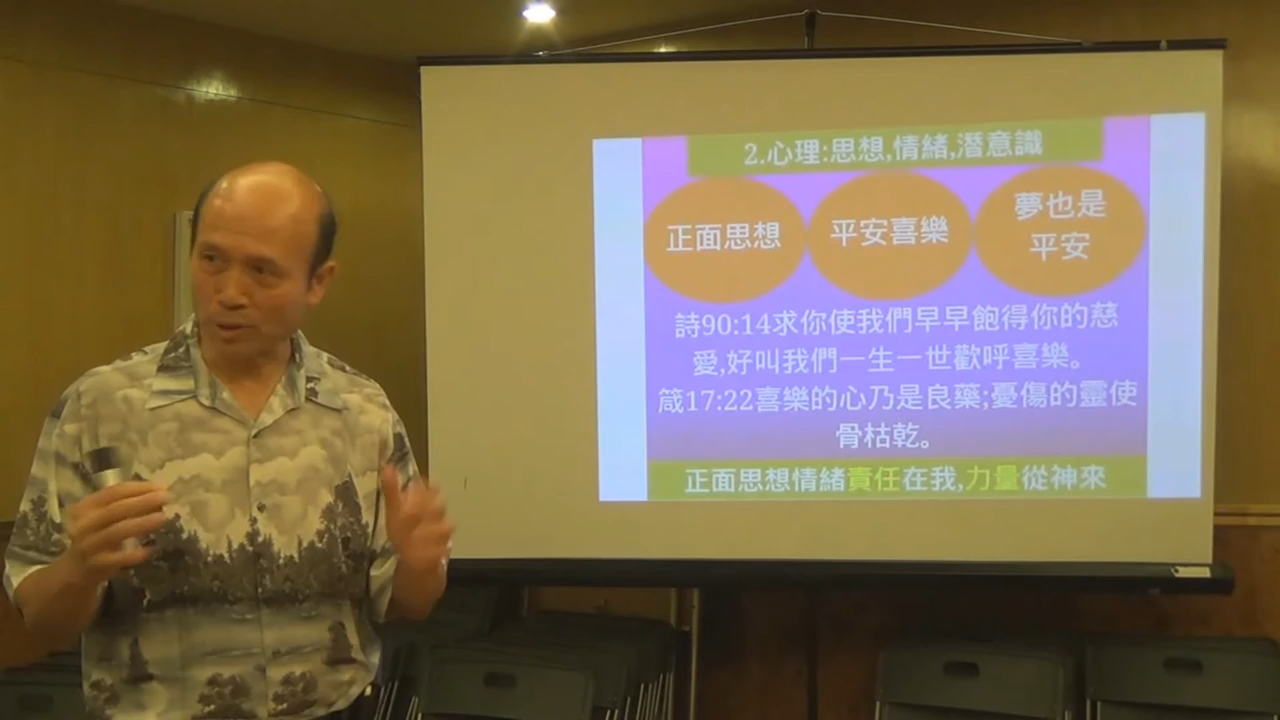 2.心理:思想,情緒,潛意識
正面思想
平安喜樂
夢也是
平安
詩90:14求你使我們早早飽得你的慈
愛,好叫我們一生一世歡呼喜樂。
箴17:22喜樂的心乃是良藥;憂傷的靈使
骨枯乾。
正面思想情緒責任在我,力量從神來